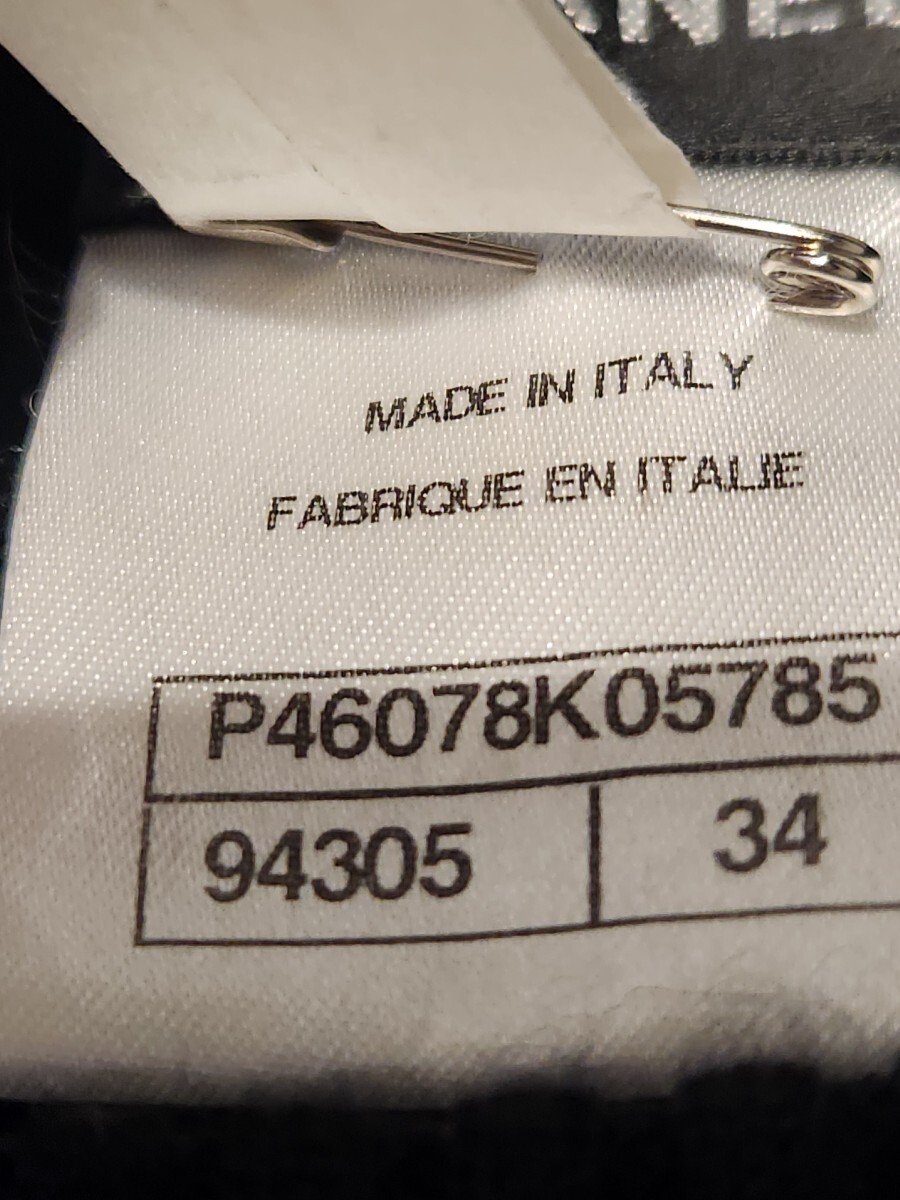 MADE IN ITALY
FABRIQUE EN ITALIE
P46078K05785
94305 34